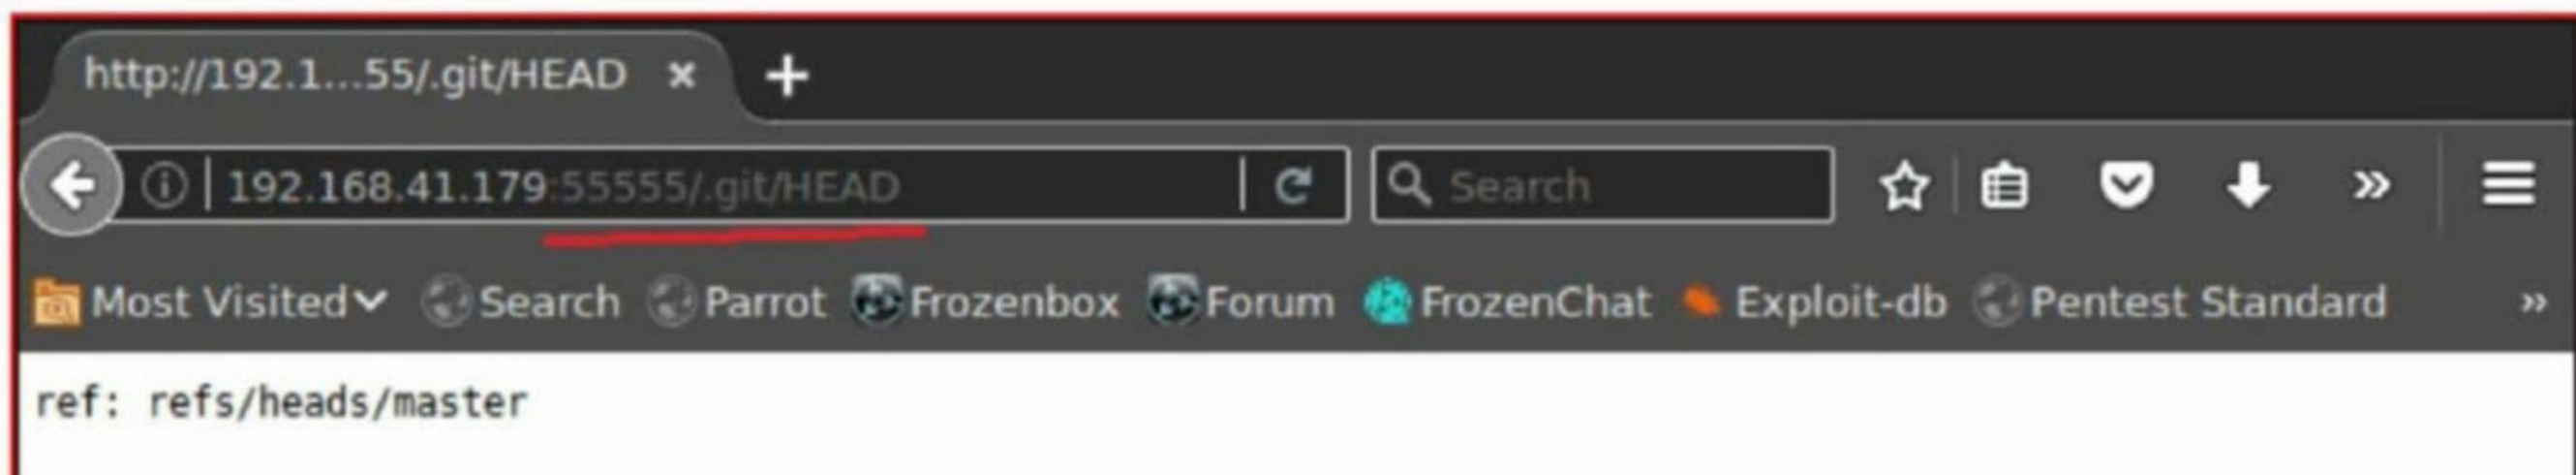 http://192.1...55/.git/HEAD
192.168.41.179:55555/.git/HEAD Search
Most Visited Search Parrot Frozenbox Forum FrozenChat Exploit-db Pentest Standard
ref: refs/heads/master